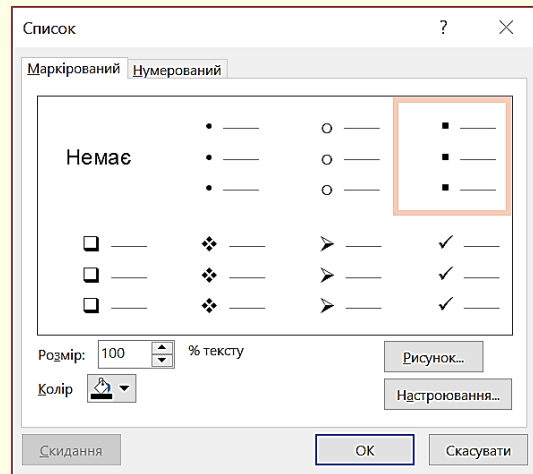 Список ?
Маркірований Нумерований
Немає
Розмір: 100 % тексту
Рисунок...
Колір
Настроювання...
Скидання OK Скасувати